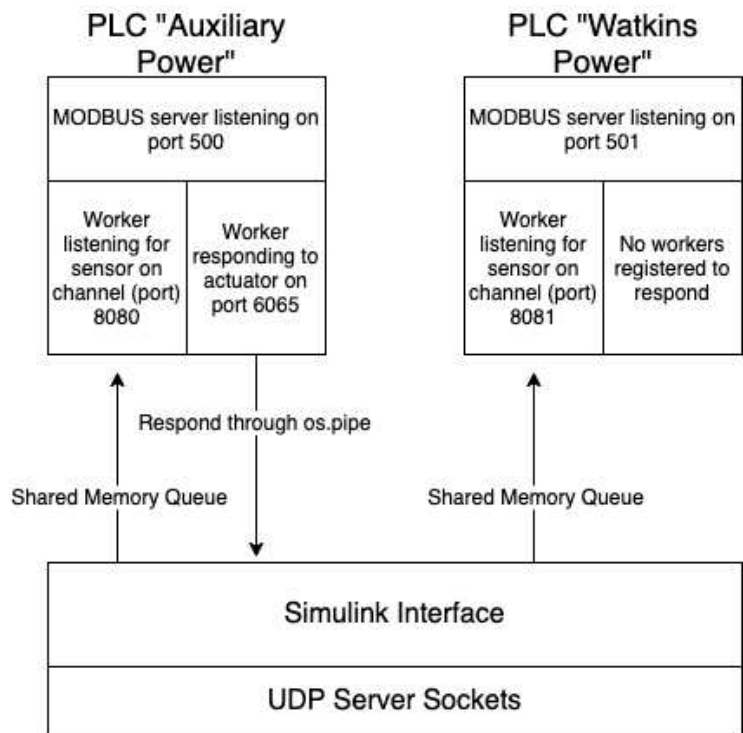 PLC "Auxiliary
Power"
PLC "Watkins
Power"
MODBUS server listening on
port 500
MODBUS server listening on
port 501
Worker
listening for
sensor on
channel (port)
8080
Worker
responding to
actuator on
port 6065
Worker
listening for
sensor on
channel (port)
8081
No workers
registered to
respond
Respond through os.pipe
Shared Memory Queue
Shared Memory Queue
Simulink Interface
UDP Server Sockets